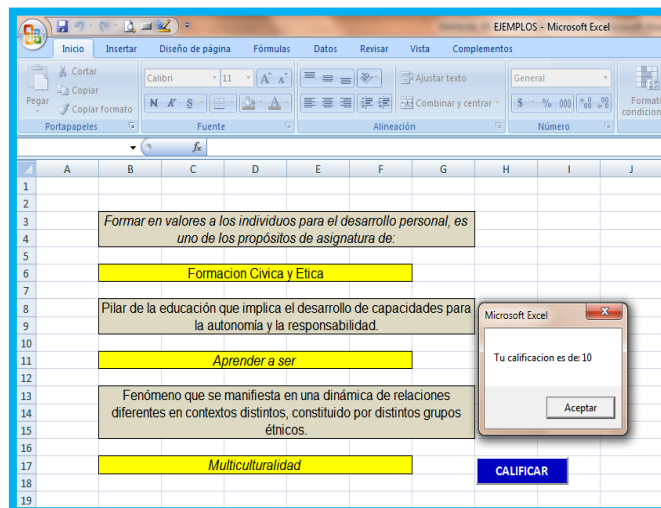 EJEMPLOS - Microsoft Excel
Inicio Insertar Diseño de página Fórmulas Datos Revisar Vista Complementos
Pegar
Cortar
Copiar
Copiar formato
Portapapeles
Calibri 11 A A
N K S A
Fuente
Ajustar texto
Combinar y centrar
Alineación
General
$ % 000
Número
Formato
condicion
fx
A B C D E F G H I J
1
2
3 Formar en valores a los individuos para el desarrollo personal, es
4 uno de los propósitos de asignatura de:
5
6 Formacion Civica y Etica
7
8 Pilar de la educación que implica el desarrollo de capacidades para
9 la autonomía y la responsabilidad.
10
11 Aprender a ser
12
13 Fenómeno que se manifiesta en una dinámica de relaciones
14 diferentes en contextos distintos, constituido por distintos grupos
15 étnicos.
16
17 Multiculturalidad
18
19
Microsoft Excel
Tu calificacion es de: 10
Aceptar
CALIFICAR